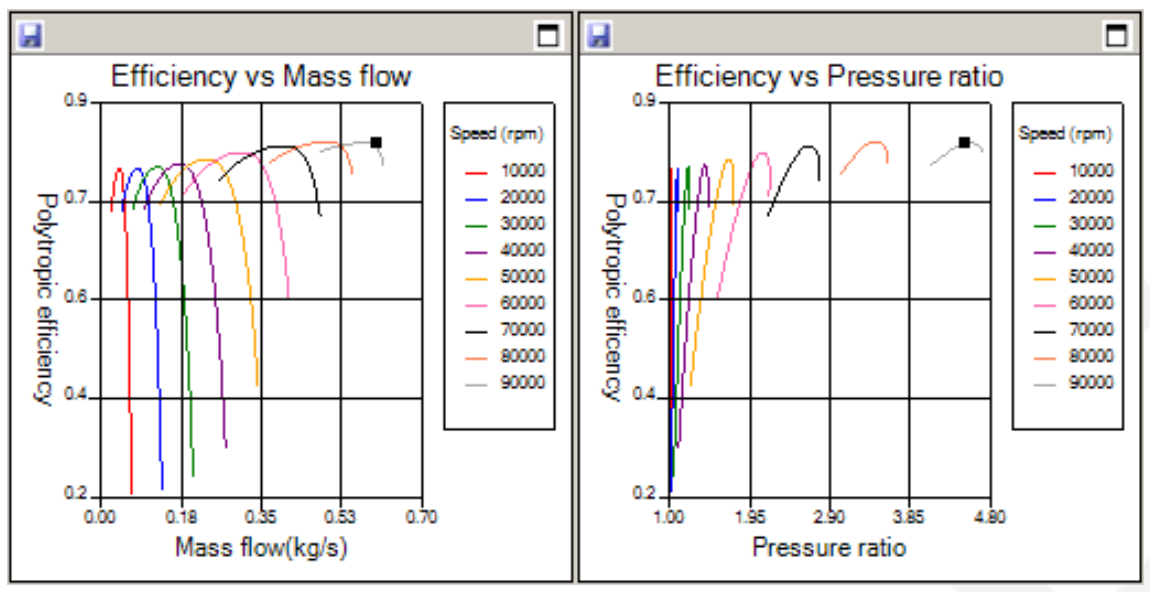 Efficiency vs Mass flow
0.9
0.7
0.6
0.4
0.2
Polytropic efficiency
0.00 0.18 0.35 0.53 0.70
Mass flow(kg/s)
Speed (rpm)
10000
20000
30000
40000
50000
60000
70000
80000
90000
Efficiency vs Pressure ratio
0.9
0.7
0.6
0.4
0.2
Polytropic efficency
1.00 1.95 2.90 3.85 4.80
Pressure ratio
Speed (rpm)
10000
20000
30000
40000
50000
60000
70000
80000
90000